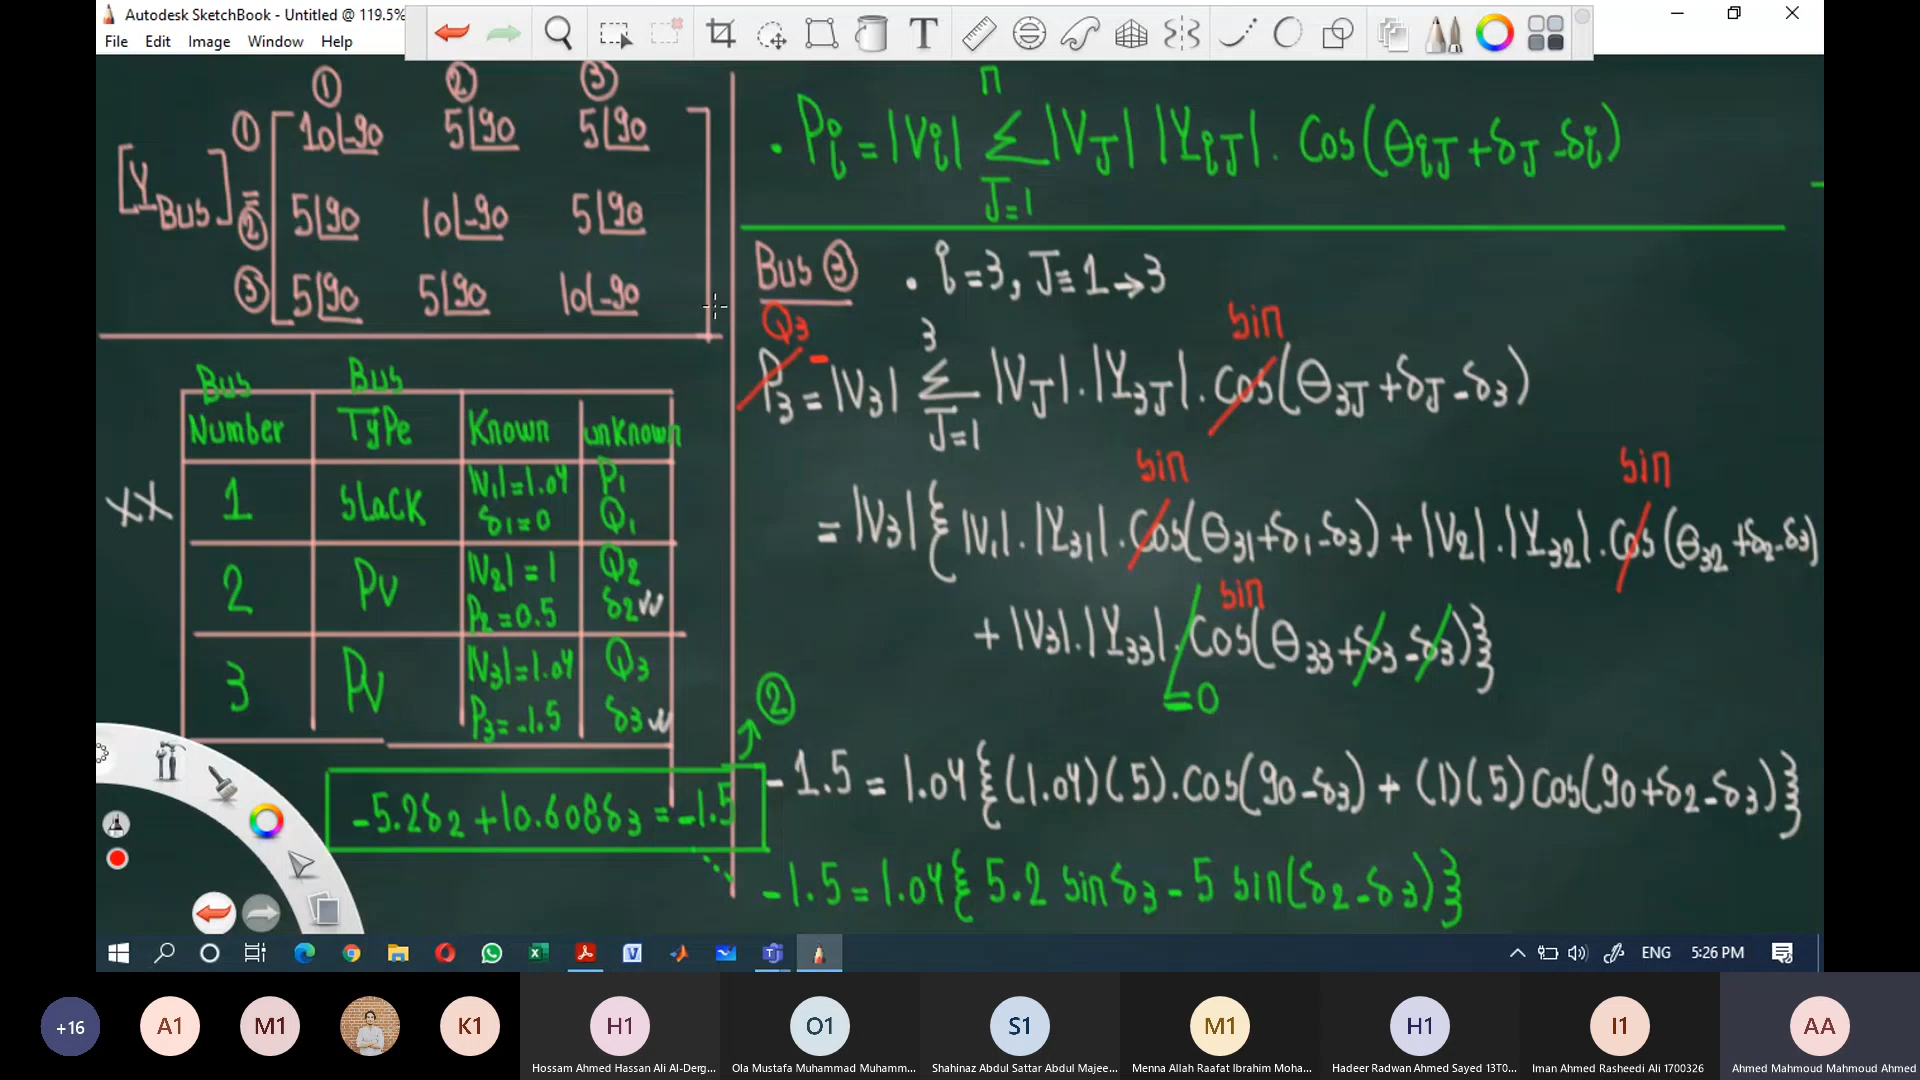 Autodesk SketchBook - Untitled @ 119.5%
File Edit Image Window Help
① ② ③
[YBus] =
① 10∟-90 5∟90 5∟90
② 5∟90 10∟-90 5∟90
③ 5∟90 5∟90 10∟-90
Bus Number Bus Type Known unknown
1 Slack |V1|=1.04 δ1=0 P1 Q1
2 PV |V2|=1 P2=0.5 Q2 δ2
3 PV |V3|=1.04 P3=-1.5 Q3 δ3
XX
-5.2δ2+10.608δ3=-1.5
②
. Pi=|Vi| n Σ J=1 |VJ| |YiJ|. Cos(θiJ+δJ-δi)
Bus ③ . i=3, J=1→3
Q3 - sin
P3=|V3| 3 Σ J=1 |VJ|.|Y3J|.Cos(θ3J+δJ-δ3)
sin sin
=|V3|{|V1|.|Y31|.Cos(θ31+δ1-δ3)+|V2|.|Y32|.Cos(θ32+δ2-δ3)
sin
+|V3|.|Y33|.Cos(θ33+δ3-δ3)}
=0
-1.5=1.04{(1.04)(5).Cos(90-δ3)+(1)(5)Cos(90+δ2-δ3)}
-1.5=1.04{5.2 sinδ3-5 sin(δ2-δ3)}
ENG 5:26 PM
+16 A1 M1 K1 H1 O1 S1 M1 H1 I1 AA
Hossam Ahmed Hassan Ali Al-Derg...
Ola Mustafa Muhammad Muhamm...
Shahinaz Abdul Sattar Abdul Majee...
Menna Allah Raafat Ibrahim Moha...
Hadeer Radwan Ahmed Sayed 13T0...
Iman Ahmed Rasheedi Ali 1700326
Ahmed Mahmoud Mahmoud Ahmed